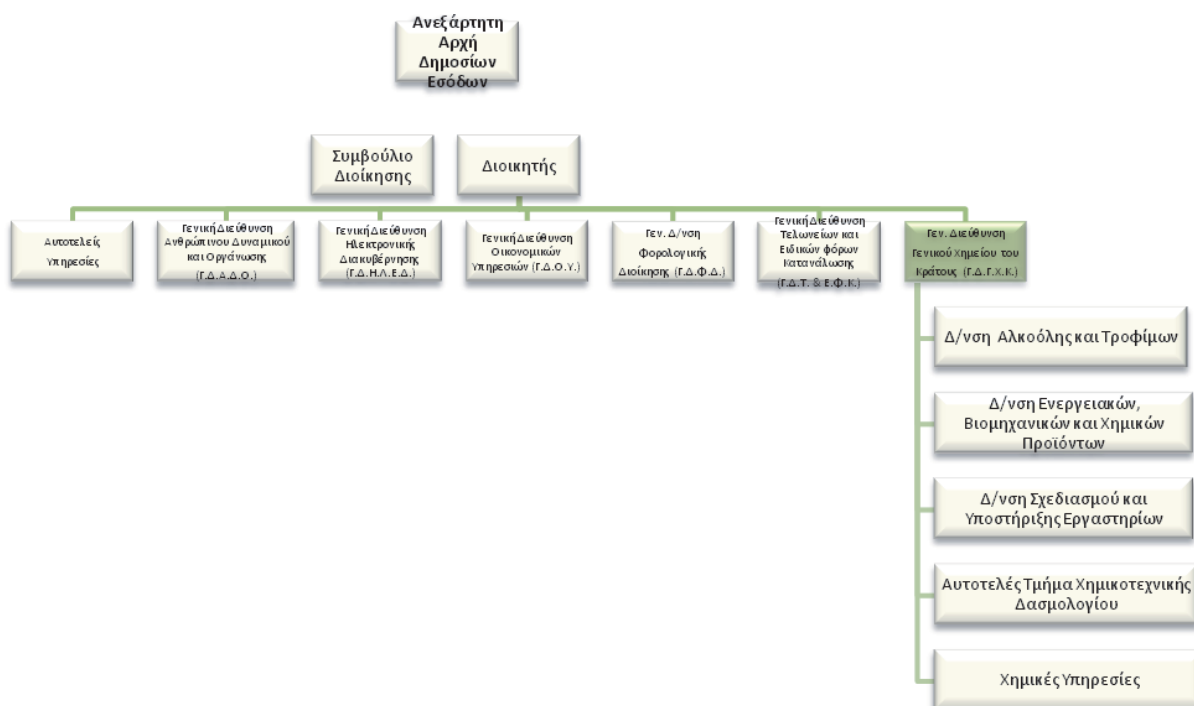 Ανεξάρτητη
Αρχή
Δημοσίων
Εσόδων
Συμβούλιο
Διοίκησης
Διοικητής
Αυτοτελείς
Υπηρεσίες
Γενική Διεύθυνση
Ανθρώπινου Δυναμικού
και Οργάνωσης
(Γ.Δ.Α.Δ.Ο.)
Γενική Διεύθυνση
Ηλεκτρονικής
Διακυβέρνησης
(Γ.Δ.Η.Λ.Ε.Δ.)
Γενική Διεύθυνση
Οικονομικών
Υπηρεσιών (Γ.Δ.Ο.Υ.)
Γεν. Δ/νση
Φορολογικής
Διοίκησης (Γ.Δ.Φ.Δ.)
Γενική Διεύθυνση
Τελωνείων και
Ειδικών φόρων
Κατανάλωσης
(Γ.Δ.Τ. & Ε.Φ.Κ.)
Γεν. Διεύθυνση
Γενικού Χημείου του
Κράτους (Γ.Δ.Γ.Χ.Κ.)
Δ/νση Αλκοόλης και Τροφίμων
Δ/νση Ενεργειακών,
Βιομηχανικών και Χημικών
Προϊόντων
Δ/νση Σχεδιασμού και
Υποστήριξης Εργαστηρίων
Αυτοτελές Τμήμα Χημικοτεχνικής
Δασμολογίου
Χημικές Υπηρεσίες